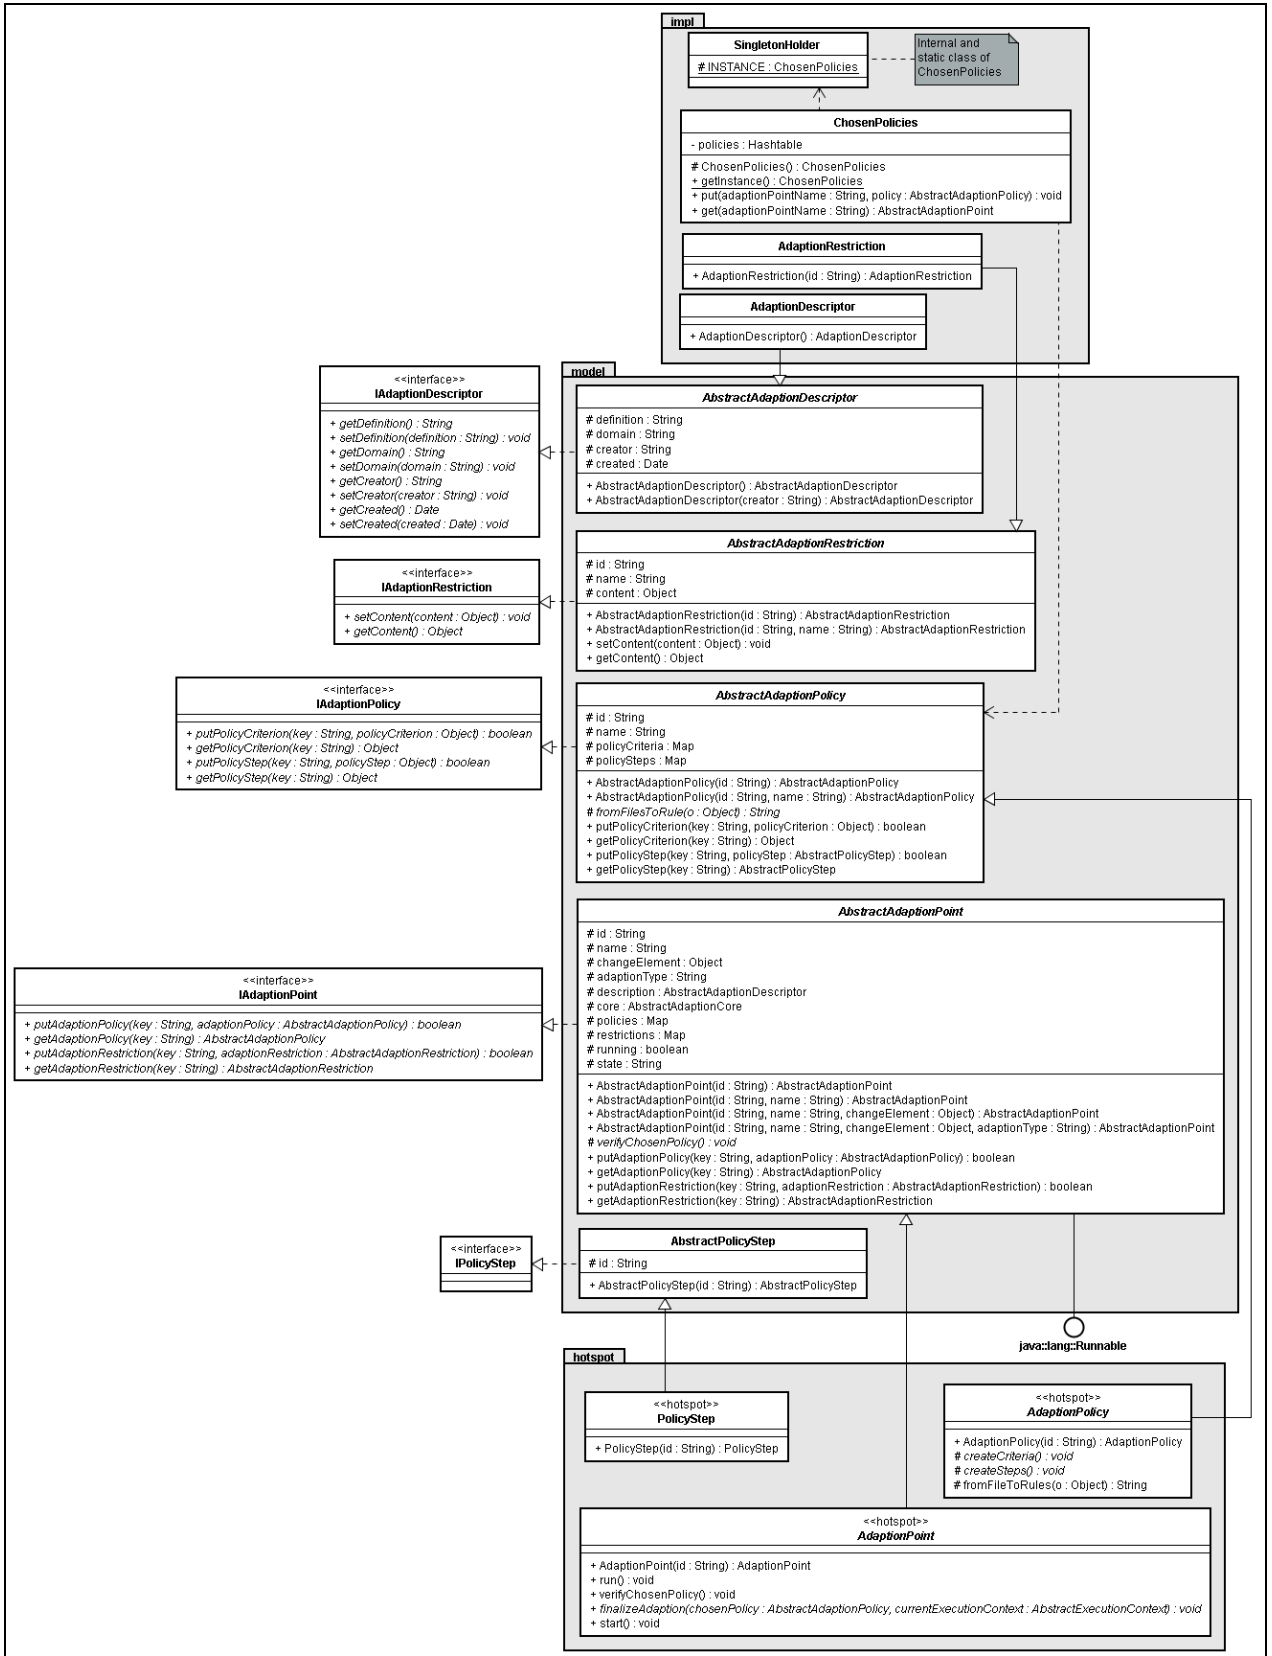 impl
SingletonHolder
# INSTANCE : ChosenPolicies
Internal and
static class of
ChosenPolicies
ChosenPolicies
- policies : Hashtable
# ChosenPolicies() : ChosenPolicies
+ getInstance() : ChosenPolicies
+ put(adaptionPointName : String, policy : AbstractAdaptionPolicy) : void
+ get(adaptionPointName : String) : AbstractAdaptionPoint
AdaptionRestriction
+ AdaptionRestriction(id : String) : AdaptionRestriction
AdaptionDescriptor
+ AdaptionDescriptor() : AdaptionDescriptor
model
<<interface>>
IAdaptionDescriptor
+ getDefinition() : String
+ setDefinition(definition : String) : void
+ getDomain() : String
+ setDomain(domain : String) : void
+ getCreator() : String
+ setCreator(creator : String) : void
+ getCreated() : Date
+ setCreated(created : Date) : void
AbstractAdaptionDescriptor
# definition : String
# domain : String
# creator : String
# created : Date
+ AbstractAdaptionDescriptor() : AbstractAdaptionDescriptor
+ AbstractAdaptionDescriptor(creator : String) : AbstractAdaptionDescriptor
<<interface>>
IAdaptionRestriction
+ setContent(content : Object) : void
+ getContent() : Object
AbstractAdaptionRestriction
# id : String
# name : String
# content : Object
+ AbstractAdaptionRestriction(id : String) : AbstractAdaptionRestriction
+ AbstractAdaptionRestriction(id : String, name : String) : AbstractAdaptionRestriction
+ setContent(content : Object) : void
+ getContent() : Object
<<interface>>
IAdaptionPolicy
+ putPolicyCriterion(key : String, policyCriterion : Object) : boolean
+ getPolicyCriterion(key : String) : Object
+ putPolicyStep(key : String, policyStep : Object) : boolean
+ getPolicyStep(key : String) : Object
AbstractAdaptionPolicy
# id : String
# name : String
# policyCriteria : Map
# policySteps : Map
+ AbstractAdaptionPolicy(id : String) : AbstractAdaptionPolicy
+ AbstractAdaptionPolicy(id : String, name : String) : AbstractAdaptionPolicy
# fromFilesToRule(o : Object) : String
+ putPolicyCriterion(key : String, policyCriterion : Object) : boolean
+ getPolicyCriterion(key : String) : Object
+ putPolicyStep(key : String, policyStep : AbstractPolicyStep) : boolean
+ getPolicyStep(key : String) : AbstractPolicyStep
<<interface>>
IAdaptionPoint
+ putAdaptionPolicy(key : String, adaptionPolicy : AbstractAdaptionPolicy) : boolean
+ getAdaptionPolicy(key : String) : AbstractAdaptionPolicy
+ putAdaptionRestriction(key : String, adaptionRestriction : AbstractAdaptionRestriction) : boolean
+ getAdaptionRestriction(key : String) : AbstractAdaptionRestriction
AbstractAdaptionPoint
# id : String
# name : String
# changeElement : Object
# adaptionType : String
# description : AbstractAdaptionDescriptor
# core : AbstractAdaptionCore
# policies : Map
# restrictions : Map
# running : boolean
# state : String
+ AbstractAdaptionPoint(id : String) : AbstractAdaptionPoint
+ AbstractAdaptionPoint(id : String, name : String) : AbstractAdaptionPoint
+ AbstractAdaptionPoint(id : String, name : String, changeElement : Object) : AbstractAdaptionPoint
+ AbstractAdaptionPoint(id : String, name : String, changeElement : Object, adaptionType : String) : AbstractAdaptionPoint
# verifyChosenPolicy() : void
+ putAdaptionPolicy(key : String, adaptionPolicy : AbstractAdaptionPolicy) : boolean
+ getAdaptionPolicy(key : String) : AbstractAdaptionPolicy
+ putAdaptionRestriction(key : String, adaptionRestriction : AbstractAdaptionRestriction) : boolean
+ getAdaptionRestriction(key : String) : AbstractAdaptionRestriction
<<interface>>
IPolicyStep
AbstractPolicyStep
# id : String
+ AbstractPolicyStep(id : String) : AbstractPolicyStep
java::lang::Runnable
hotspot
<<hotspot>>
PolicyStep
+ PolicyStep(id : String) : PolicyStep
<<hotspot>>
AdaptionPolicy
+ AdaptionPolicy(id : String) : AdaptionPolicy
# createCriteria() : void
# createSteps() : void
# fromFileToRules(o : Object) : String
<<hotspot>>
AdaptionPoint
+ AdaptionPoint(id : String) : AdaptionPoint
+ run() : void
+ verifyChosenPolicy() : void
+ finalizeAdaption(chosenPolicy : AbstractAdaptionPolicy, currentExecutionContext : AbstractExecutionContext) : void
+ start() : void